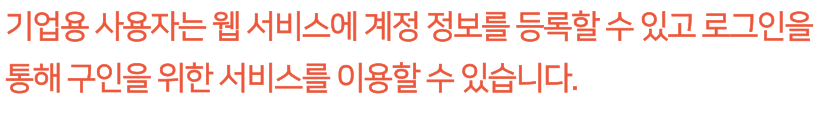 기업용 사용자는 웹 서비스에 계정 정보를 등록할 수 있고 로그인을
통해 구인을 위한 서비스를 이용할 수 있습니다.